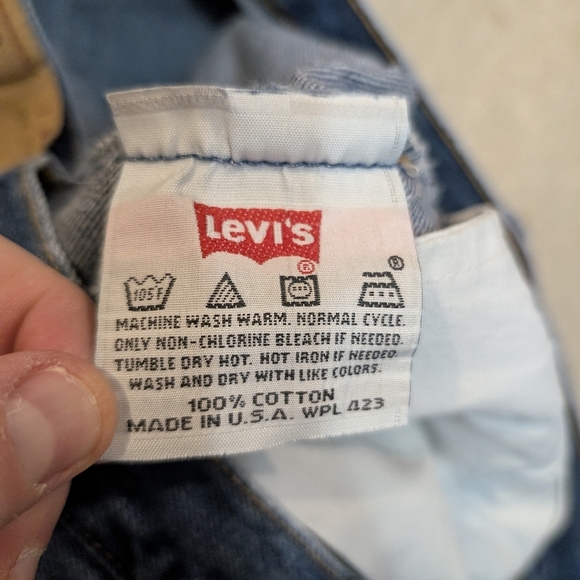 Levi's ®
105F ®
MACHINE WASH WARM. NORMAL CYCLE.
ONLY NON-CHLORINE BLEACH IF NEEDED.
TUMBLE DRY HOT. HOT IRON IF NEEDED.
WASH AND DRY WITH LIKE COLORS.
100% COTTON
MADE IN U.S.A. WPL 423